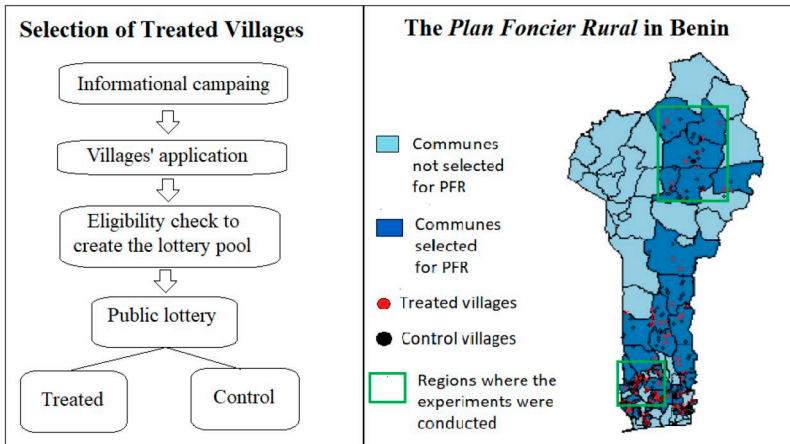 Selection of Treated Villages
Informational campaing
Villages' application
Eligibility check to
create the lottery pool
Public lottery
Treated
Control
The Plan Foncier Rural in Benin
Communes
not selected
for PFR
Communes
selected
for PFR
Treated villages
Control villages
Regions where the
experiments were
conducted